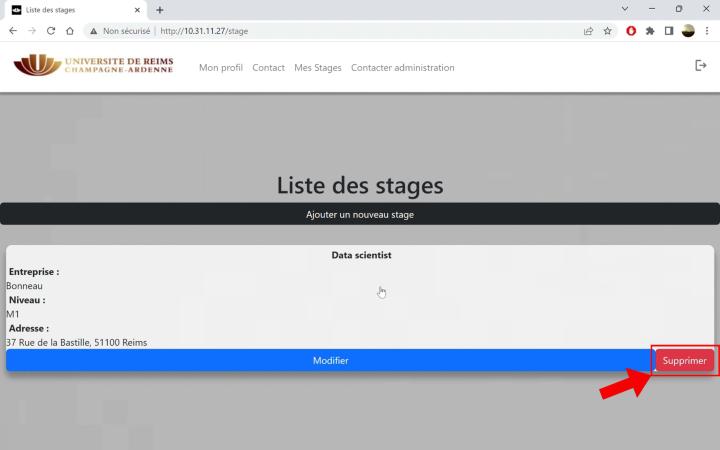 Liste des stages
Non sécurisé | http://10.31.11.27/stage
UNIVERSITE DE REIMS
CHAMPAGNE-ARDENNE
Mon profil Contact Mes Stages Contacter administration
Liste des stages
Ajouter un nouveau stage
Data scientist
Entreprise :
Bonneau
Niveau :
M1
Adresse :
37 Rue de la Bastille, 51100 Reims
Modifier Supprimer